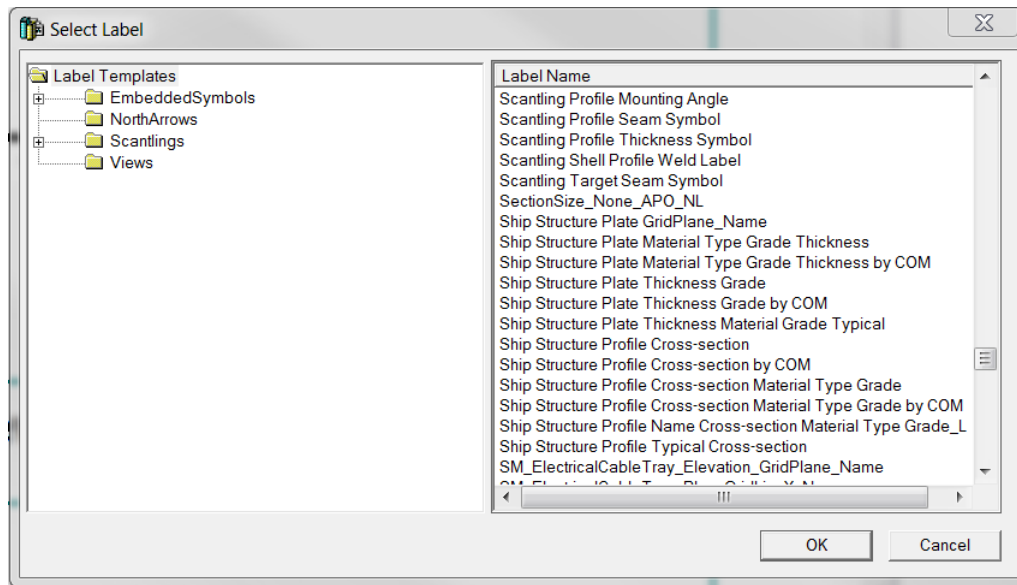 Select Label
Label Templates
EmbeddedSymbols
NorthArrows
Scantlings
Views
Label Name
Scantling Profile Mounting Angle
Scantling Profile Seam Symbol
Scantling Profile Thickness Symbol
Scantling Shell Profile Weld Label
Scantling Target Seam Symbol
SectionSize_None_APO_NL
Ship Structure Plate GridPlane_Name
Ship Structure Plate Material Type Grade Thickness
Ship Structure Plate Material Type Grade Thickness by COM
Ship Structure Plate Thickness Grade
Ship Structure Plate Thickness Grade by COM
Ship Structure Plate Thickness Material Grade Typical
Ship Structure Profile Cross-section
Ship Structure Profile Cross-section by COM
Ship Structure Profile Cross-section Material Type Grade
Ship Structure Profile Cross-section Material Type Grade by COM
Ship Structure Profile Name Cross-section Material Type Grade_L
Ship Structure Profile Typical Cross-section
SM_ElectricalCableTray_Elevation_GridPlane_Name
OK
Cancel